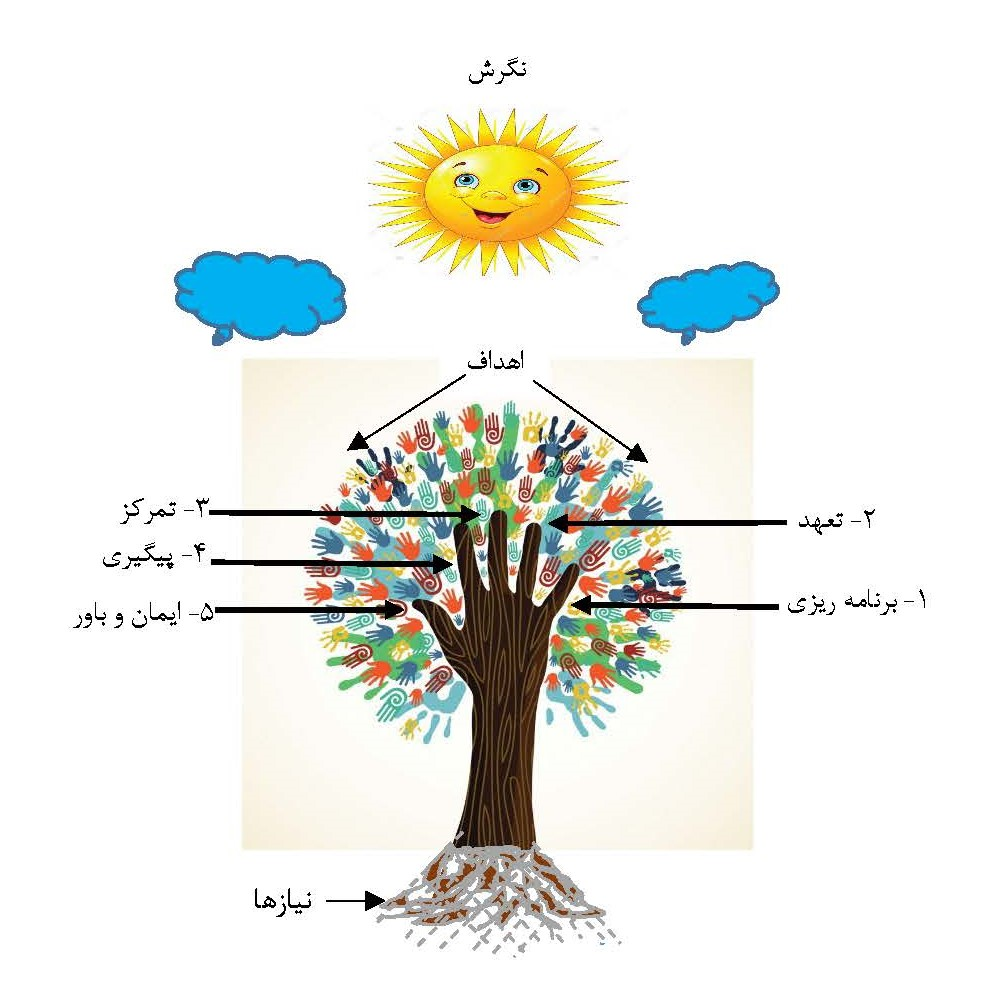 نگرش
اهداف
۳- تمرکز
۲- تعهد
۴- پیگیری
۱- برنامه ریزی
۵- ایمان و باور
نیازها